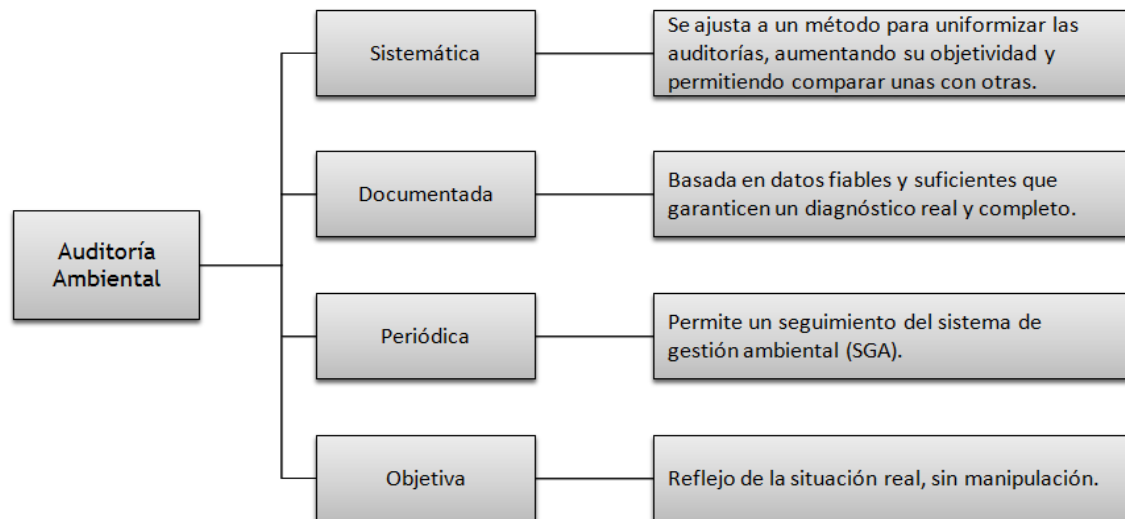 Auditoría
Ambiental
Sistemática
Se ajusta a un método para uniformizar las
auditorías, aumentando su objetividad y
permitiendo comparar unas con otras.
Documentada
Basada en datos fiables y suficientes que
garanticen un diagnóstico real y completo.
Periódica
Permite un seguimiento del sistema de
gestión ambiental (SGA).
Objetiva
Reflejo de la situación real, sin manipulación.